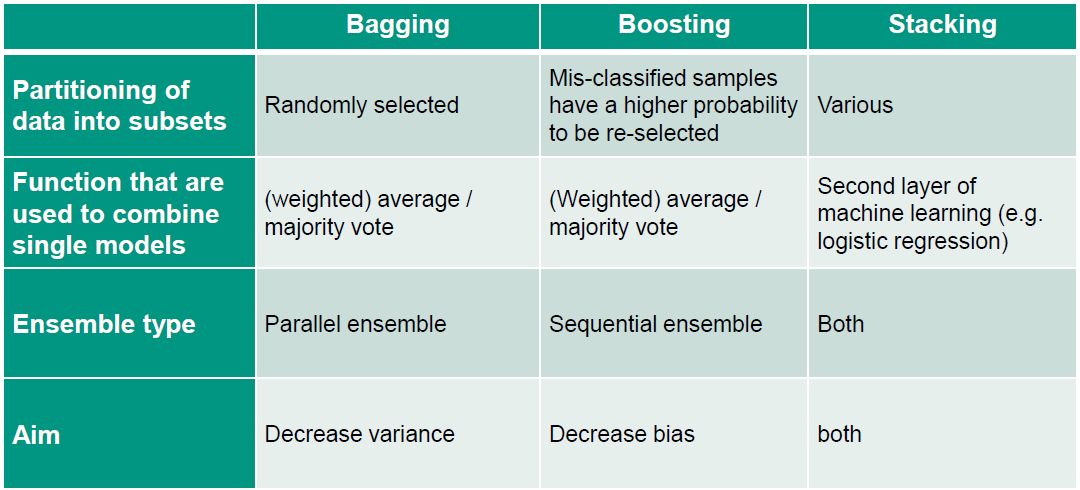 Bagging
Boosting
Stacking
Partitioning of
data into subsets
Randomly selected
Mis-classified samples
have a higher probability
to be re-selected
Various
Function that are
used to combine
single models
(weighted) average /
majority vote
(Weighted) average /
majority vote
Second layer of
machine learning (e.g.
logistic regression)
Ensemble type
Parallel ensemble
Sequential ensemble
Both
Aim
Decrease variance
Decrease bias
both